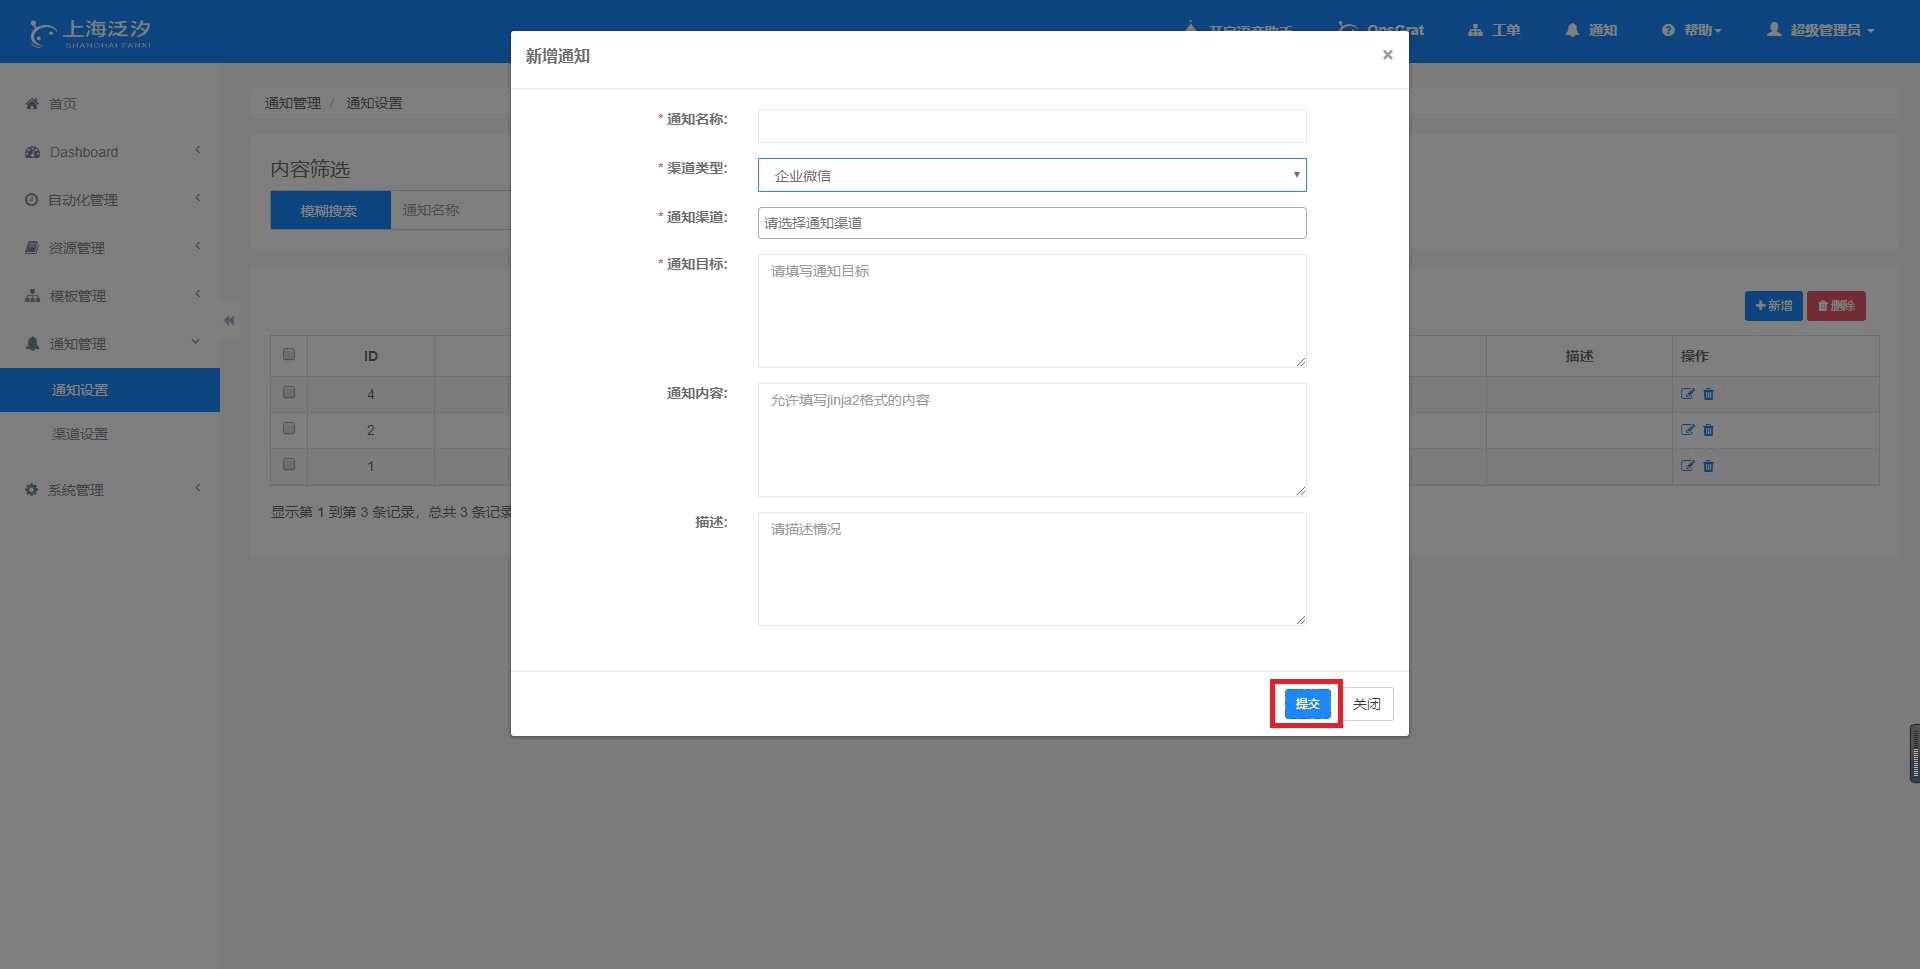 上海泛汐
SHANGHAI FANXI
开启语音助手
OpsGrat
工单
通知
帮助
超级管理员
首页
Dashboard
自动化管理
资源管理
模板管理
通知管理
通知设置
渠道设置
系统管理
通知管理 / 通知设置
内容筛选
模糊搜索 通知名称
新增 删除
ID 描述 操作
4
2
1
显示第 1 到第 3 条记录，总共 3 条记录
新增通知 ×
* 通知名称:
* 渠道类型: 企业微信
* 通知渠道: 请选择通知渠道
* 通知目标: 请填写通知目标
通知内容: 允许填写jinja2格式的内容
描述: 请描述情况
提交 关闭